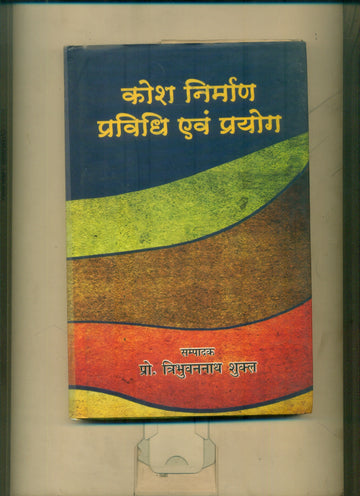 कोश निर्माण
प्रविधि एवं प्रयोग
सम्पादक
प्रो. त्रिभुवननाथ शुक्ल